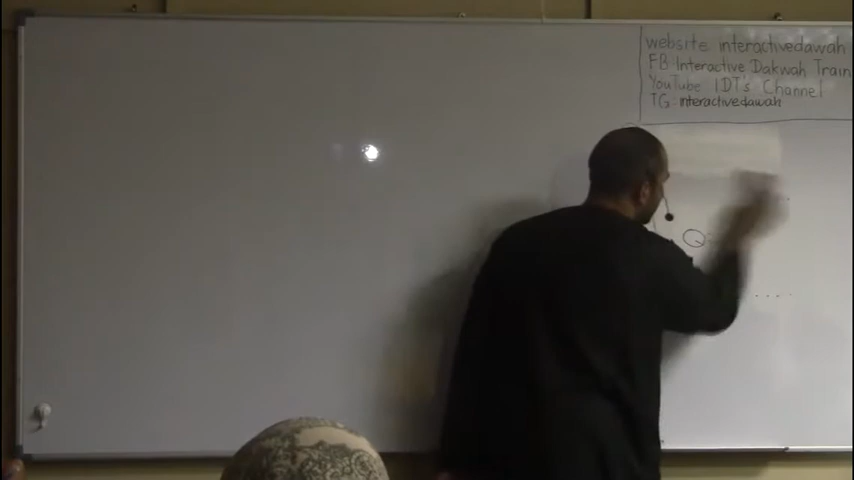 website interactivedawah
FB Interactive Dakwah Train
YouTube IDT's Channel
TG: interactivedawah
Q
....